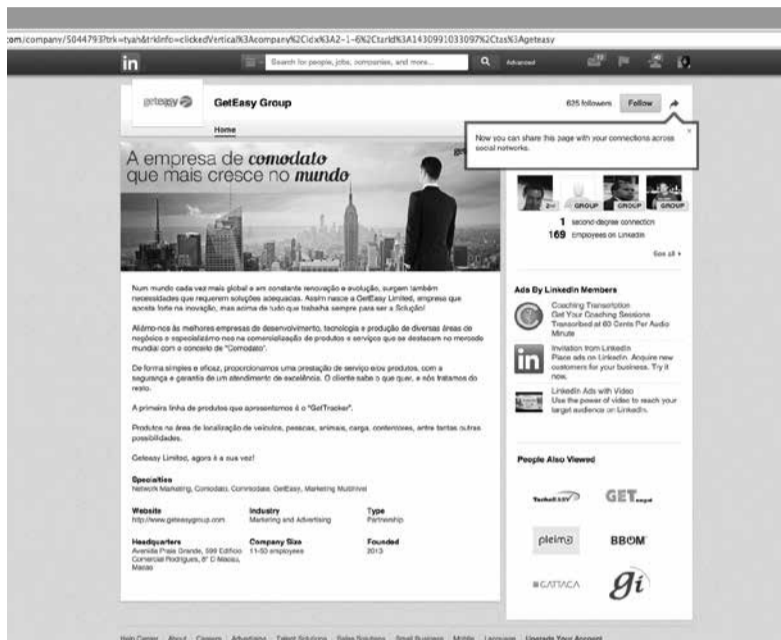 .com/company/5044793?trk=tyah&trkInfo=clickedVertical%3Acompany%2Cidx%3A2-1-6%2CtarId%3A1430991033097%2Ctas%3Ageteasy
in
Search for people, jobs, companies, and more...
Advanced
geteasy
GetEasy Group
625 followers
Follow
Home
Now you can share this page with your connections across
social networks.
A empresa de comodato
que mais cresce no mundo
2nd
GROUP
GROUP
GROUP
1 second-degree connection
169 Employees on LinkedIn
See all
Num mundo cada vez mais global e em constante renovação e evolução, surgem também
necessidades que requerem soluções adequadas. Assim nasce a GetEasy Limited, empresa que
aposta forte na inovação, mas acima de tudo que trabalha sempre para ser a Solução!
Aliámo-nos às melhores empresas de desenvolvimento, tecnologia e produção de diversas áreas de
negócios e especializámo-nos na comercialização de produtos e serviços que se destacam no mercado
mundial com o conceito de "Comodato".
De forma simples e eficaz, proporcionamos uma prestação de serviço e/ou produtos, com a
segurança e garantia de um atendimento de excelência. O cliente sabe o que quer, e nós tratamos do
resto.
A primeira linha de produtos que apresentamos é o "GetTracker".
Produtos na área de localização de veículos, pessoas, animais, carga, contentores, entre tantas outras
possibilidades.
Geteasy Limited, agora é a sua vez!
Specialties
Network Marketing, Comodato, Commodate, GetEasy, Marketing Multinivel
Website
http://www.geteasygroup.com
Industry
Marketing and Advertising
Type
Partnership
Headquarters
Avenida Praia Grande, 599 Edificio
Comercial Rodrigues, 8º D Macau,
Macao
Company Size
11-50 employees
Founded
2013
Ads By LinkedIn Members
Coaching Transcription
Get Your Coaching Sessions
Transcribed at 60 Cents Per Audio
Minute
in
Invitation from LinkedIn
Place ads on LinkedIn. Acquire new
customers for your business. Try it
now.
LinkedIn Ads with Video
Use the power of video to reach your
target audience on LinkedIn.
People Also Viewed
GET
pleimo
BBOM
GATTACA
gi
Help Center
About
Careers
Advertising
Talent Solutions
Sales Solutions
Small Business
Mobile
Language
Upgrade Your Account